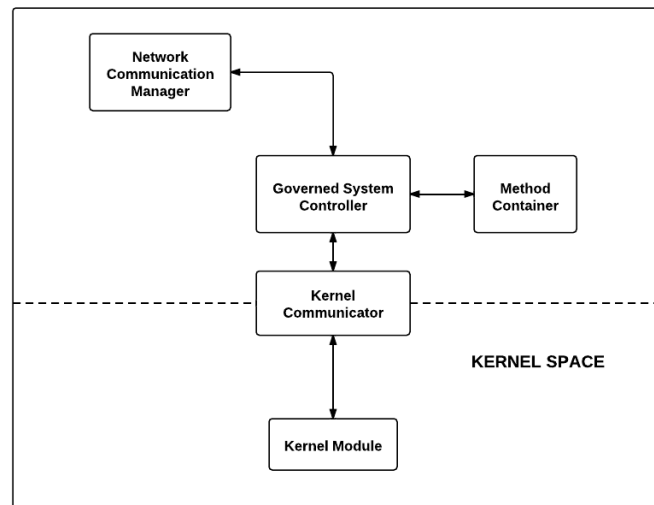 Network
Communication
Manager
Governed System
Controller
Method
Container
Kernel
Communicator
KERNEL SPACE
Kernel Module